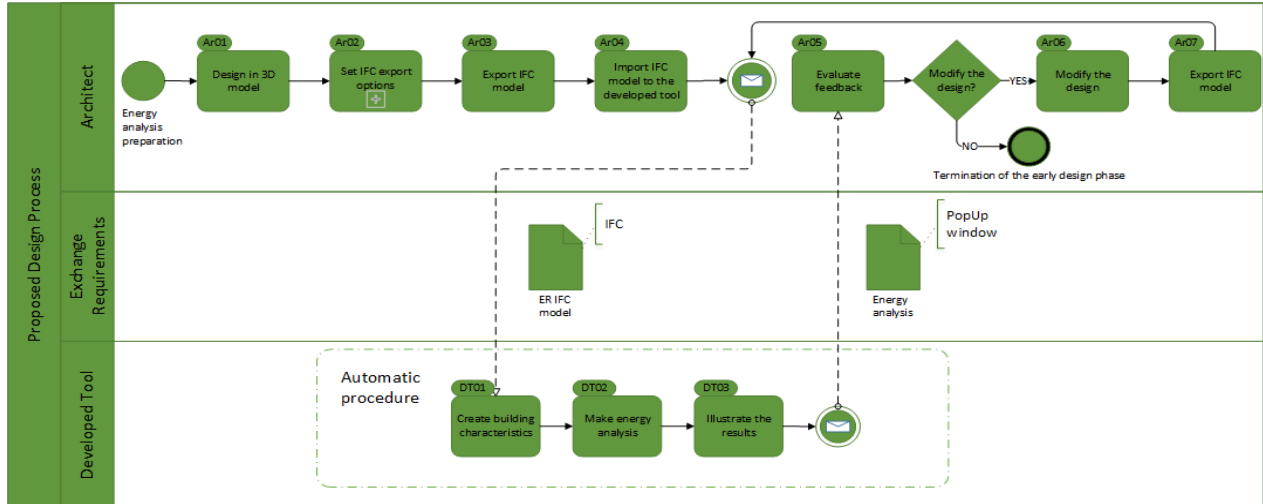 Proposed Design Process
Architect
Ar01
Design in 3D
model
Ar02
Set IFC export
options
Ar03
Export IFC
model
Ar04
Import IFC
model to the
developed tool
Ar05
Evaluate
feedback
Modify the
design?
YES
Ar06
Modify the
design
Ar07
Export IFC
model
Energy
analysis
preparation
NO
Termination of the early design phase
Exchange
Requirements
IFC
ER IFC
model
PopUp
window
Energy
analysis
Developed Tool
Automatic
procedure
DT01
Create building
characteristics
DT02
Make energy
analysis
DT03
Illustrate the
results